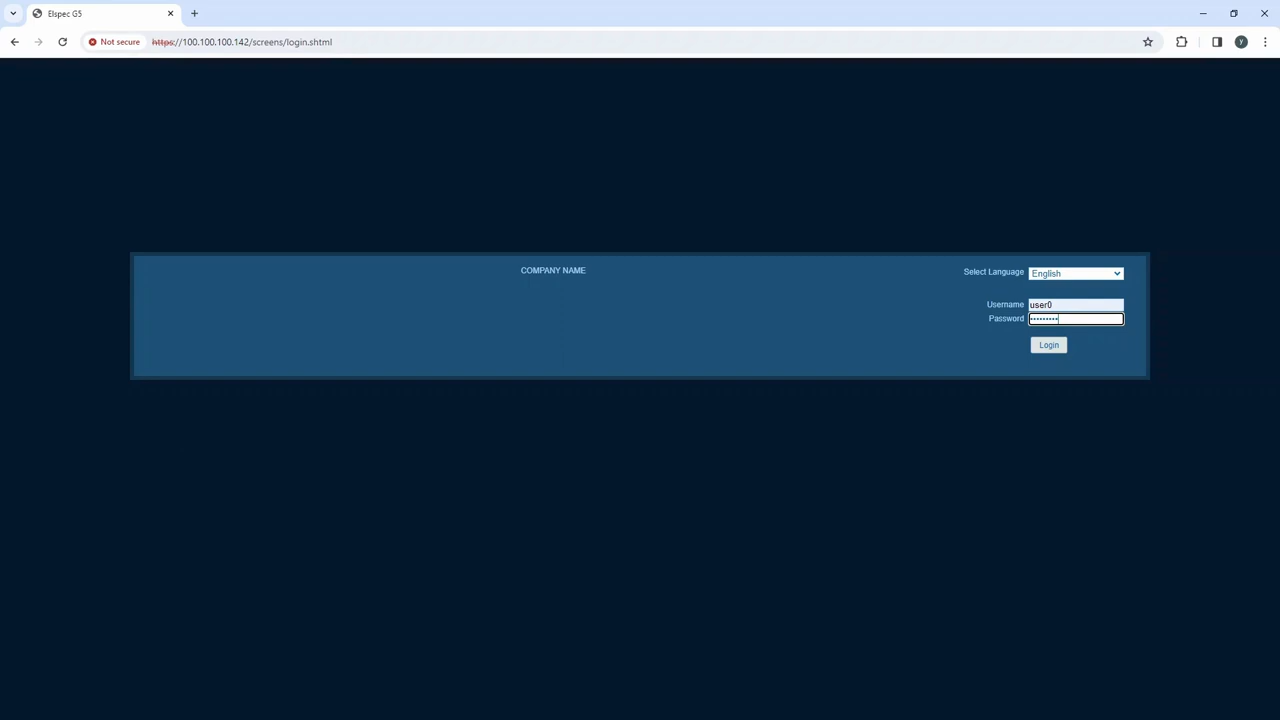 Elspec G5
Not secure
https://100.100.100.142/screens/login.shtml
Y
COMPANY NAME
Select Language English
Username user0
Password •••••••••
Login